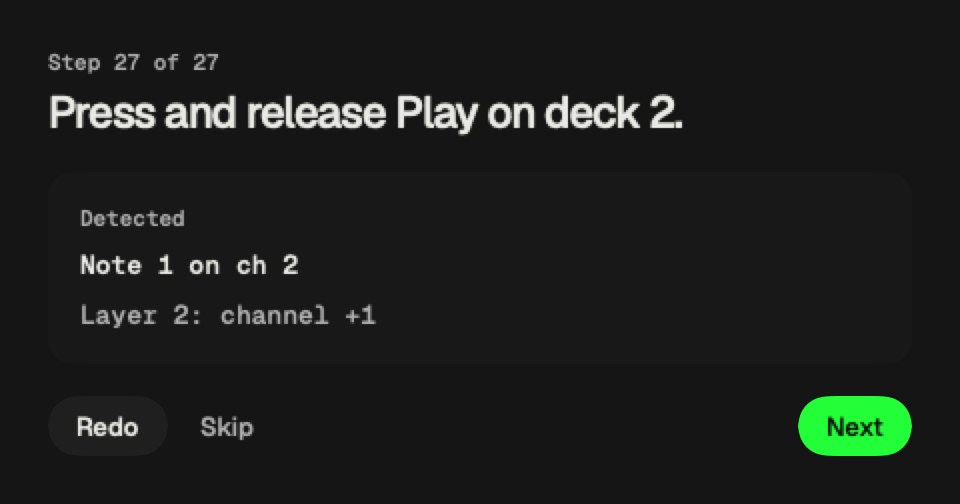 Step 27 of 27
Press and release Play on deck 2.
Detected
Note 1 on ch 2
Layer 2: channel +1
Redo
Skip
Next